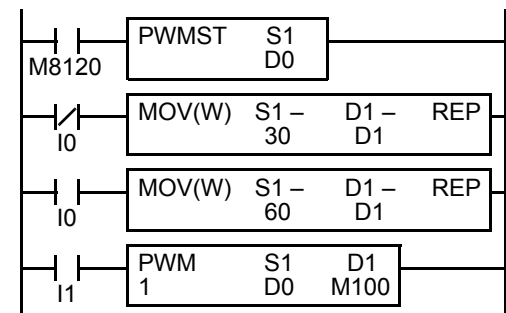 PWMST S1
M8120 D0
MOV(W) S1 – D1 – REP
I0 30 D1
MOV(W) S1 – D1 – REP
I0 60 D1
PWM S1 D1
I1 1 D0 M100